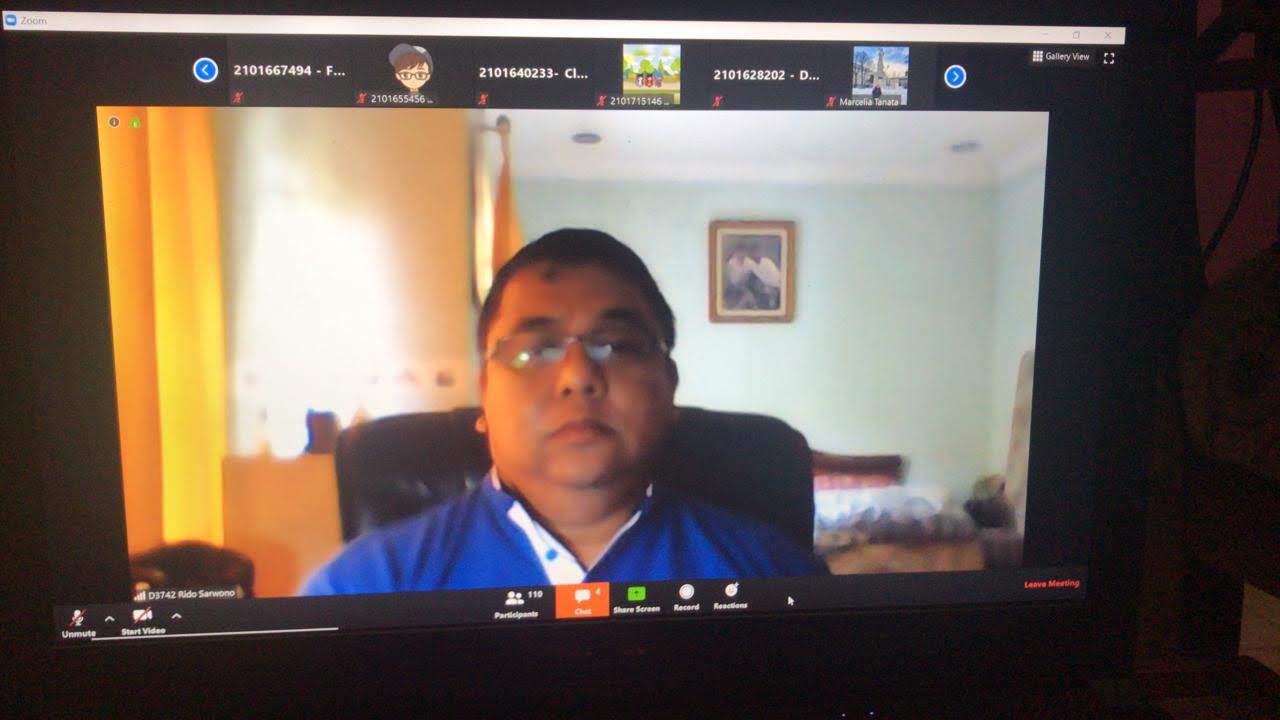 Zoom
Gallery View
2101667494 - F...
2101655456 ...
2101640233- Cl...
2101715146 ...
2101628202 - D...
Marcelia Tanata
D3742 Rido Sarwono
Unmute
Start Video
110
Participants
4
Chat
Share Screen
Record
Reactions
Leave Meeting